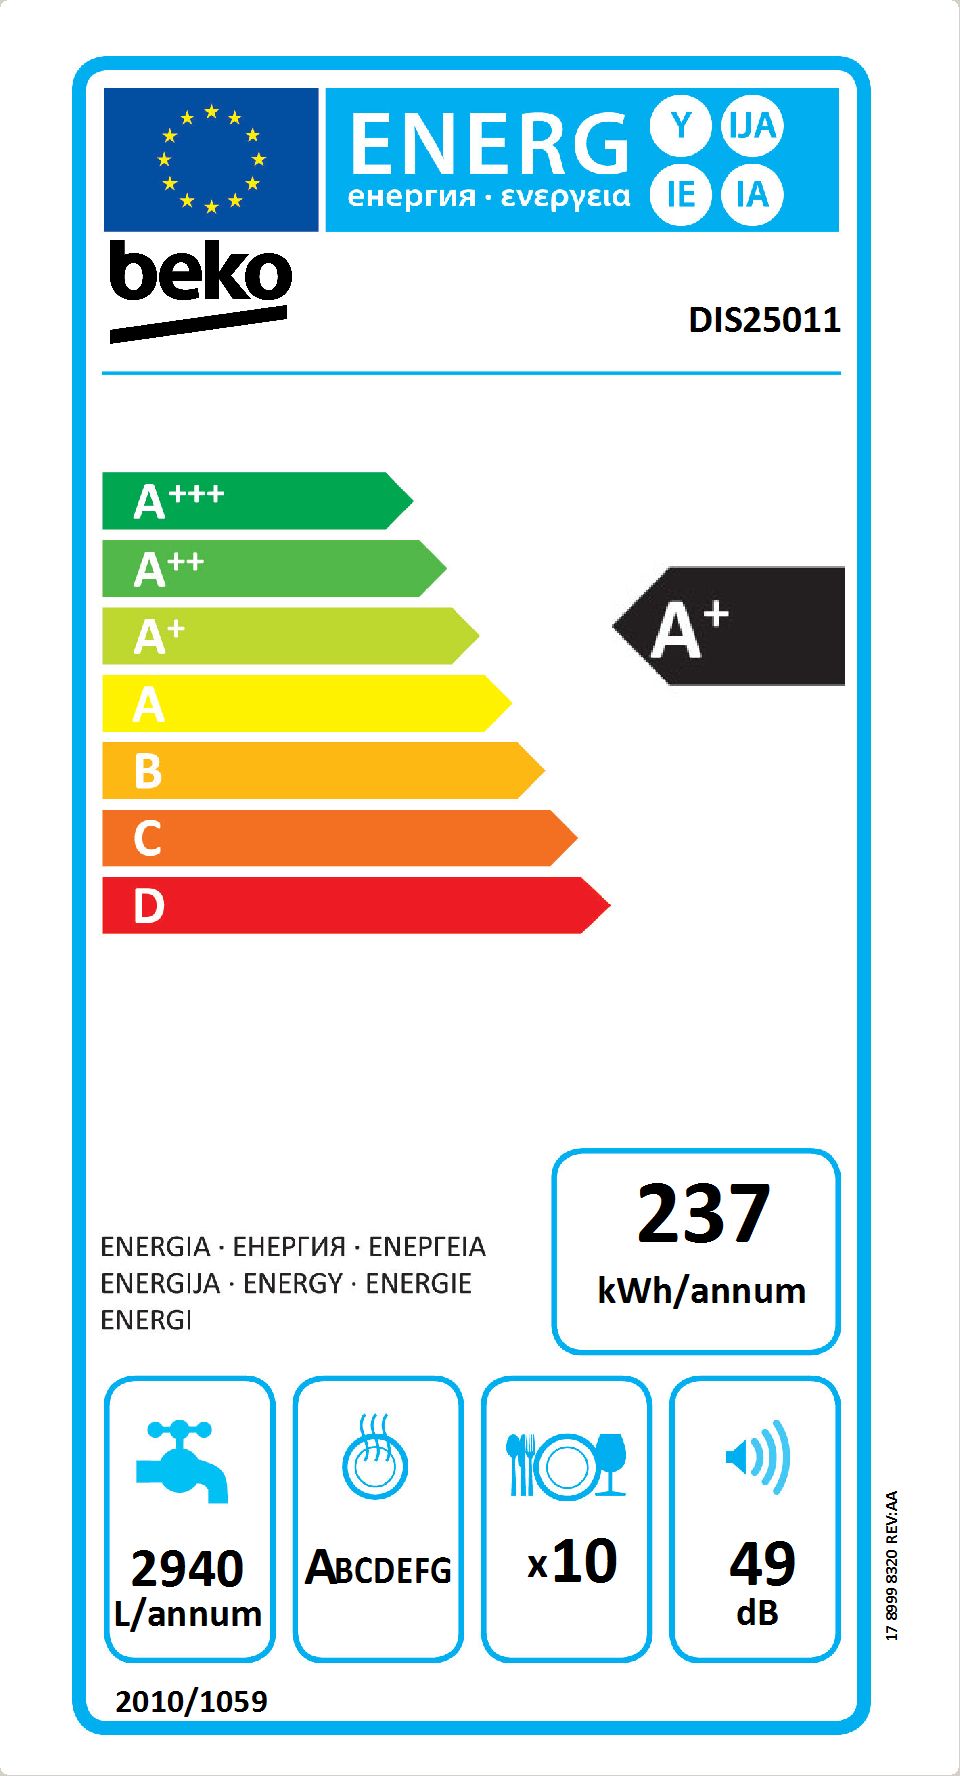 ENERG
енергия · ενεργεια
Y IJA
IE IA
beko
DIS25011
A+++
A++
A+
A
B
C
D
A+
ENERGIA · ЕНЕРГИЯ · ΕΝΕΡΓΕΙΑ
ENERGIJA · ENERGY · ENERGIE
ENERGI
237
kWh/annum
2940
L/annum
ABCDEFG
x10
49
dB
2010/1059
17 8999 8320 REV:AA